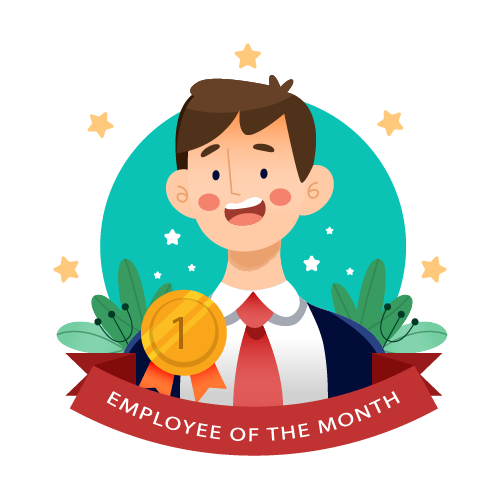 1
EMPLOYEE OF THE MONTH